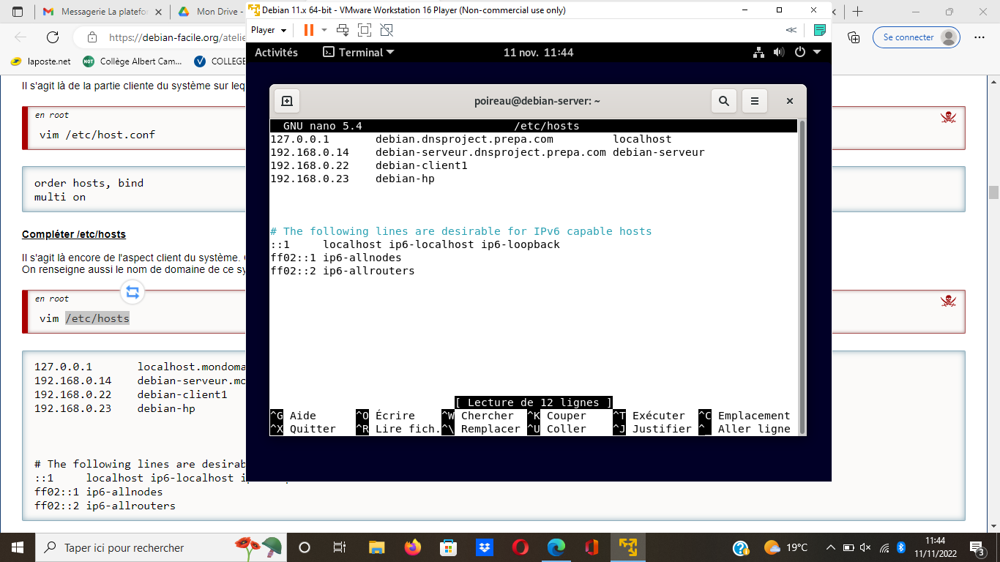 Messagerie La platefor
Mon Drive -
Debian 11.x 64-bit - VMware Workstation 16 Player (Non-commercial use only)
https://debian-facile.org/atelie
Player
Se connecter
laposte.net
Collège Albert Cam...
COLLEGE
Activités
Terminal
11 nov. 11:44
Il s'agit là de la partie cliente du système sur leq
en root
vim /etc/host.conf
order hosts, bind
multi on
Compléter /etc/hosts
Il s'agit là encore de l'aspect client du système.
On renseigne aussi le nom de domaine de ce sy
en root
vim /etc/hosts
127.0.0.1 localhost.mondoma
192.168.0.14 debian-serveur.mo
192.168.0.22 debian-client1
192.168.0.23 debian-hp
# The following lines are desirab
::1 localhost ip6-localhost
ff02::1 ip6-allnodes
ff02::2 ip6-allrouters
poireau@debian-server: ~
GNU nano 5.4 /etc/hosts
127.0.0.1 debian.dnsproject.prepa.com localhost
192.168.0.14 debian-serveur.dnsproject.prepa.com debian-serveur
192.168.0.22 debian-client1
192.168.0.23 debian-hp
# The following lines are desirable for IPv6 capable hosts
::1 localhost ip6-localhost ip6-loopback
ff02::1 ip6-allnodes
ff02::2 ip6-allrouters
[ Lecture de 12 lignes ]
^G Aide ^O Écrire ^W Chercher ^K Couper ^T Exécuter ^C Emplacement
^X Quitter ^R Lire fich. ^\ Remplacer ^U Coller ^J Justifier ^_ Aller ligne
Taper ici pour rechercher
19°C
11:44
11/11/2022
3